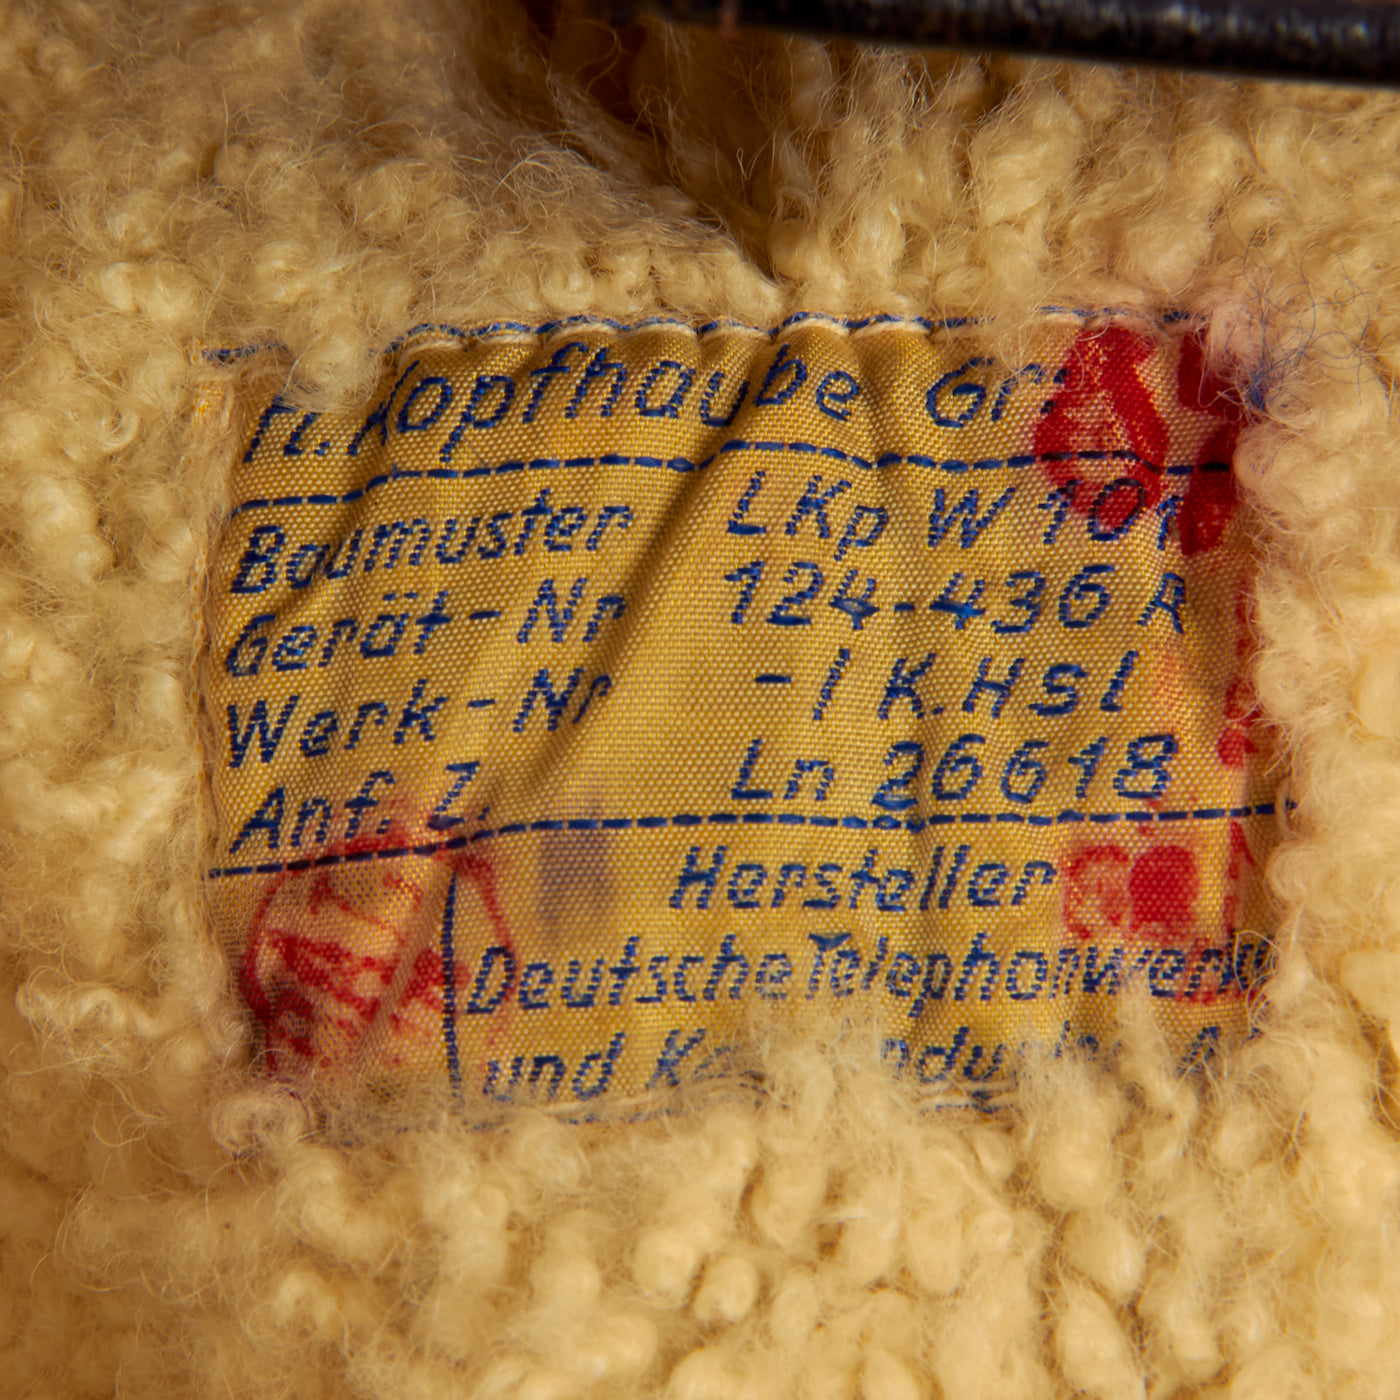 Fl. Kopfhaube Gr.:
Baumuster LKp W 101
Gerät-Nr 124-436 A
Werk-Nr -1 K.Hsl
Anf. Z. Ln 26618
Hersteller
Deutsche Telephonwerke
und